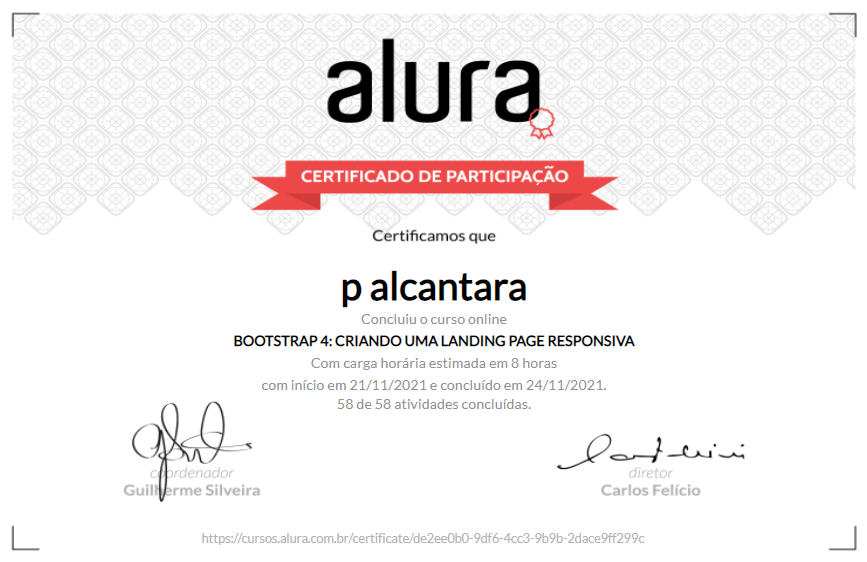 alura
CERTIFICADO DE PARTICIPAÇÃO
Certificamos que
p alcantara
Concluiu o curso online
BOOTSTRAP 4: CRIANDO UMA LANDING PAGE RESPONSIVA
Com carga horária estimada em 8 horas
com início em 21/11/2021 e concluído em 24/11/2021.
58 de 58 atividades concluídas.
coordenador
Guilherme Silveira
diretor
Carlos Felício
https://cursos.alura.com.br/certificate/de2ee0b0-9df6-4cc3-9b9b-2dace9ff299c